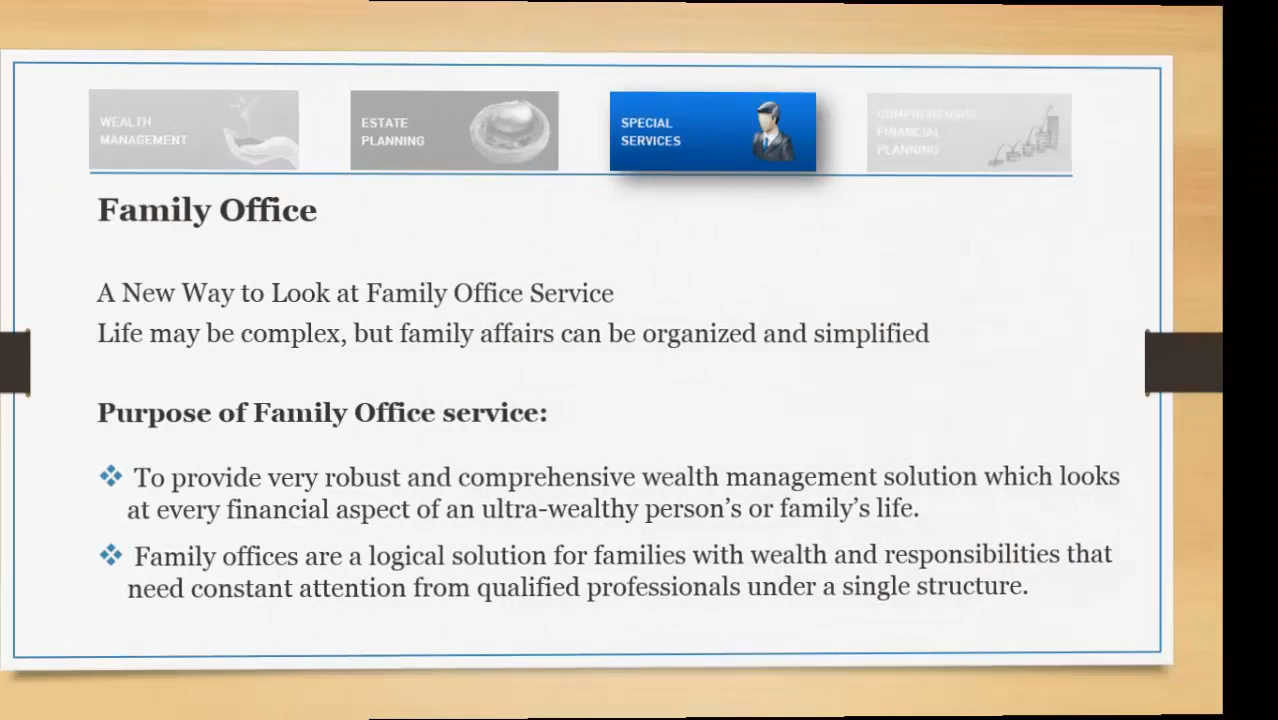 WEALTH
MANAGEMENT
ESTATE
PLANNING
SPECIAL
SERVICES
COMPREHENSIVE
FINANCIAL
PLANNING
Family Office
A New Way to Look at Family Office Service
Life may be complex, but family affairs can be organized and simplified
Purpose of Family Office service:
To provide very robust and comprehensive wealth management solution which looks
at every financial aspect of an ultra-wealthy person’s or family’s life.
Family offices are a logical solution for families with wealth and responsibilities that
need constant attention from qualified professionals under a single structure.